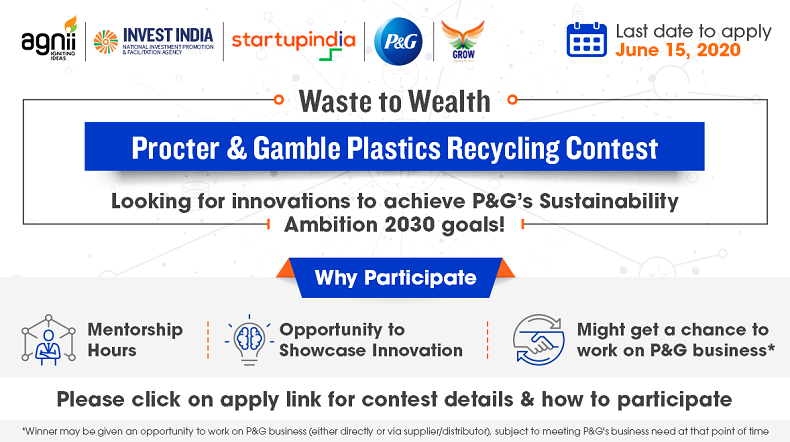 agnii
IGNITING
IDEAS
INVEST INDIA
NATIONAL INVESTMENT PROMOTION
& FACILITATION AGENCY
startupindia
P&G
GROW
Last date to apply
June 15, 2020
Waste to Wealth
Procter & Gamble Plastics Recycling Contest
Looking for innovations to achieve P&G's Sustainability
Ambition 2030 goals!
Why Participate
Mentorship
Hours
Opportunity to
Showcase Innovation
Might get a chance to
work on P&G business*
Please click on apply link for contest details & how to participate
*Winner may be given an opportunity to work on P&G business (either directly or via supplier/distributor), subject to meeting P&G's business need at that point of time